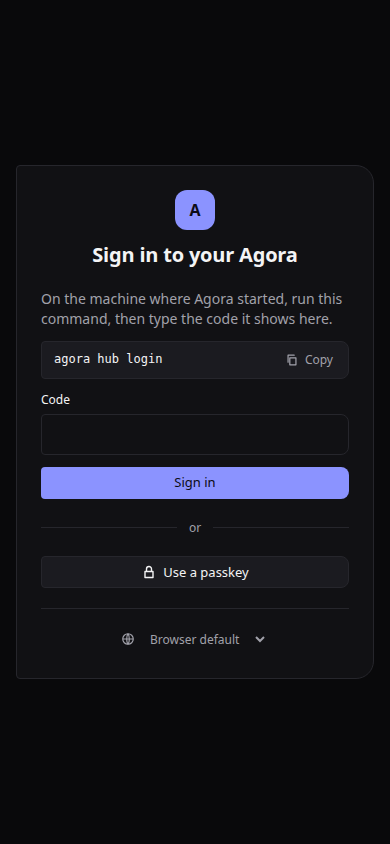 A
Sign in to your Agora
On the machine where Agora started, run this
command, then type the code it shows here.
agora hub login
Copy
Code
Sign in
or
Use a passkey
Browser default